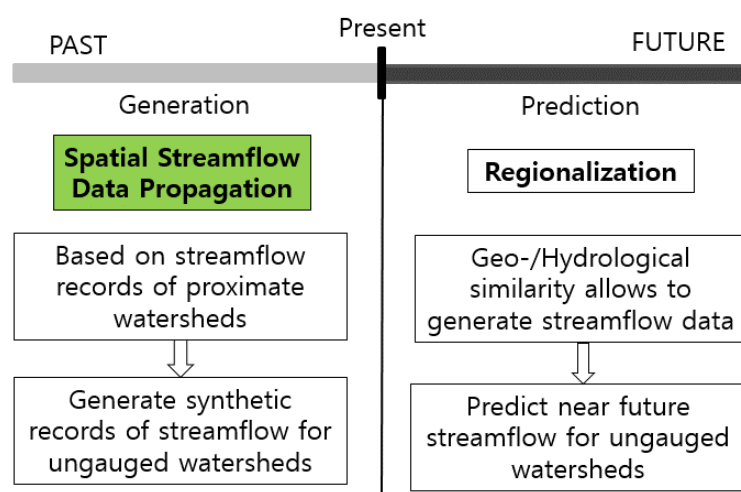 Present
PAST
FUTURE
Generation
Prediction
Spatial Streamflow
Data Propagation
Regionalization
Based on streamflow
records of proximate
watersheds
Geo-/Hydrological
similarity allows to
generate streamflow data
Generate synthetic
records of streamflow for
ungauged watersheds
Predict near future
streamflow for ungauged
watersheds